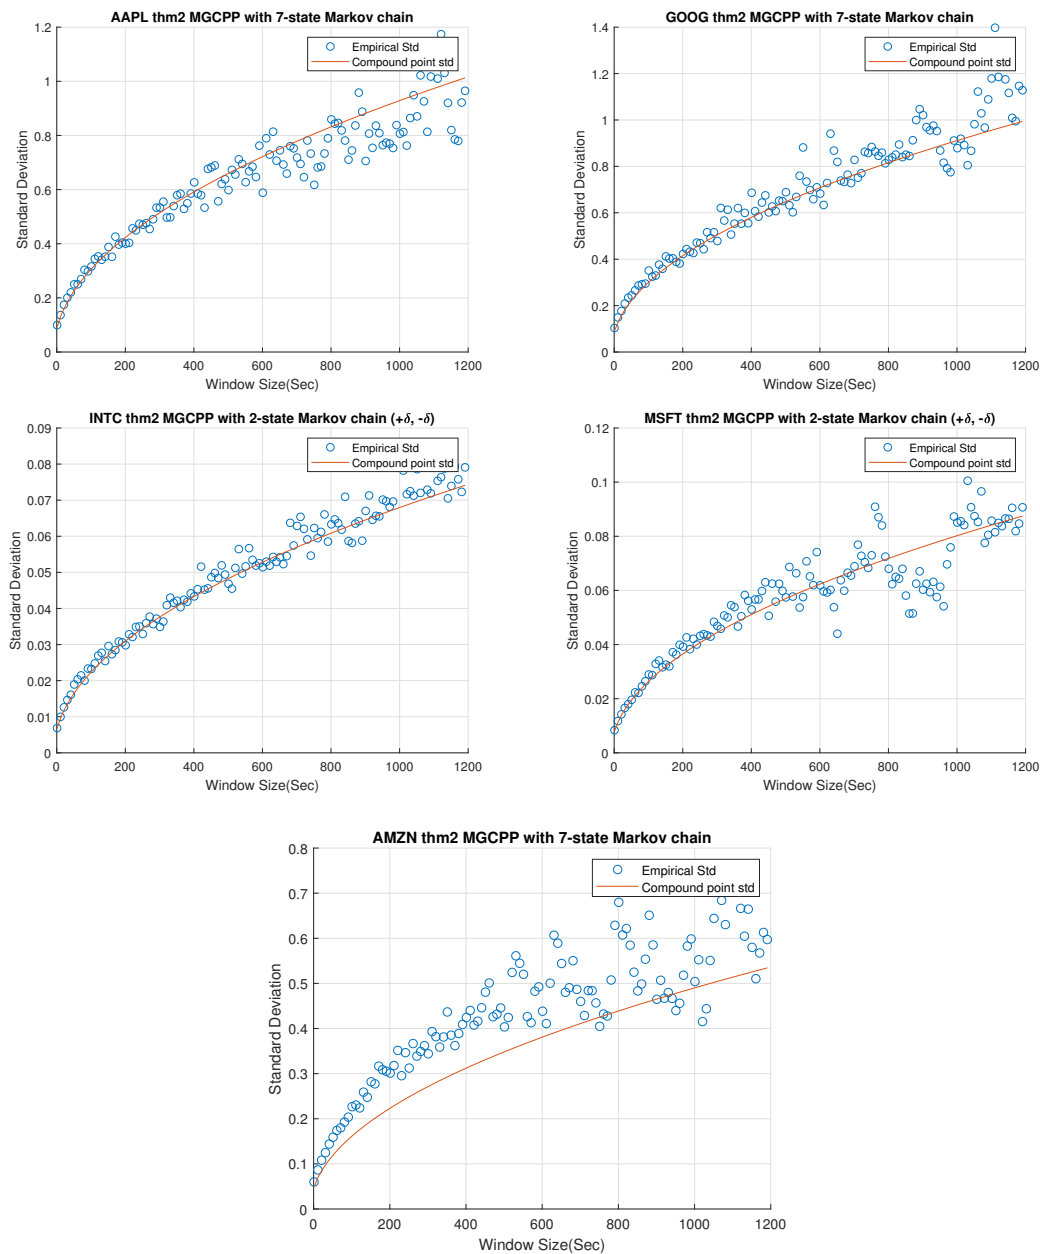 AAPL thm2 MGCPP with 7-state Markov chain
1.2
1
0.8
0.6
0.4
0.2
0
Standard Deviation
Empirical Std
Compound point std
0 200 400 600 800 1000 1200
Window Size(Sec)
GOOG thm2 MGCPP with 7-state Markov chain
1.4
1.2
1
0.8
0.6
0.4
0.2
0
Standard Deviation
Empirical Std
Compound point std
0 200 400 600 800 1000 1200
Window Size(Sec)
INTC thm2 MGCPP with 2-state Markov chain (+δ, -δ)
0.09
0.08
0.07
0.06
0.05
0.04
0.03
0.02
0.01
0
Standard Deviation
Empirical Std
Compound point std
0 200 400 600 800 1000 1200
Window Size(Sec)
MSFT thm2 MGCPP with 2-state Markov chain (+δ, -δ)
0.12
0.1
0.08
0.06
0.04
0.02
0
Standard Deviation
Empirical Std
Compound point std
0 200 400 600 800 1000 1200
Window Size(Sec)
AMZN thm2 MGCPP with 7-state Markov chain
0.8
0.7
0.6
0.5
0.4
0.3
0.2
0.1
0
Standard Deviation
Empirical Std
Compound point std
0 200 400 600 800 1000 1200
Window Size(Sec)